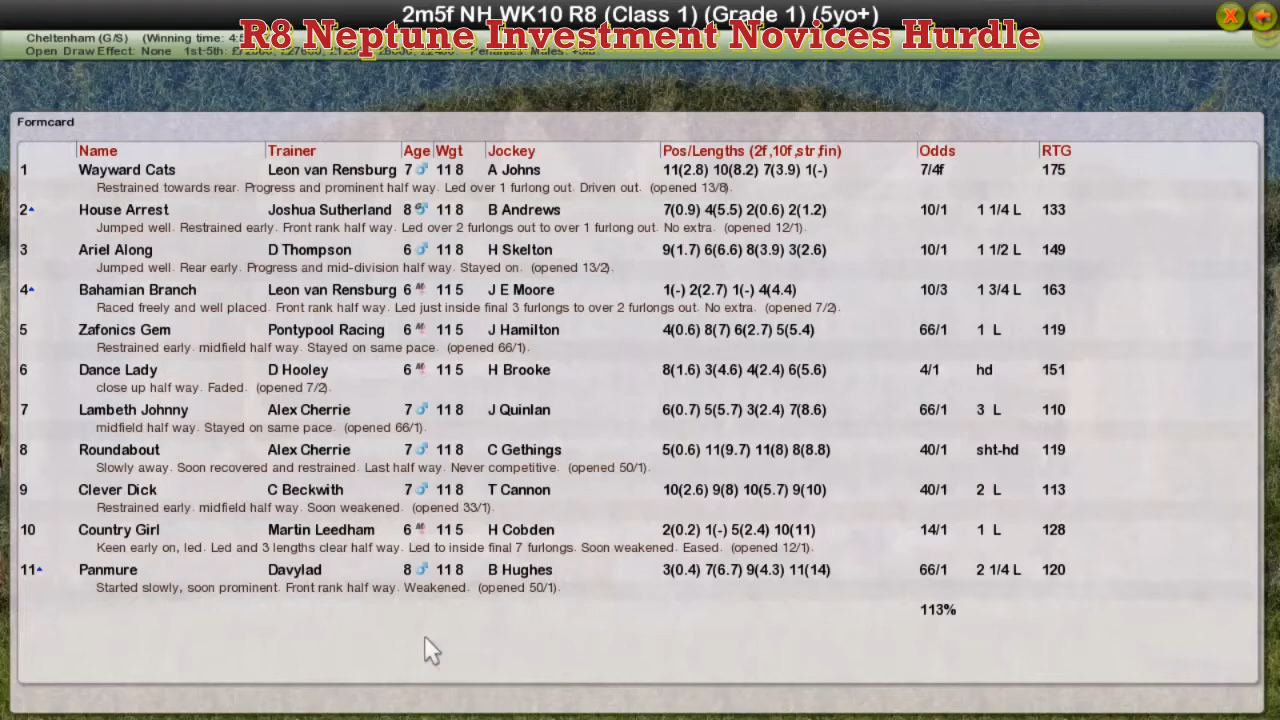 2m5f NH WK10 R8 (Class 1) (Grade 1) (5yo+)
R8 Neptune Investment Novices Hurdle
Cheltenham (G/S) (Winning time:
Open Draw Effect: None 1st-5th:
Formcard
Name Trainer Age Wgt Jockey Pos/Lengths (2f,10f,str,fin) Odds RTG
1 Wayward Cats Leon van Rensburg 7 11 8 A Johns 11(2.8) 10(8.2) 7(3.9) 1(-) 7/4f 175
Restrained towards rear. Progress and prominent half way. Led over 1 furlong out. Driven out. (opened 13/8).
2 House Arrest Joshua Sutherland 8 11 8 B Andrews 7(0.9) 4(5.5) 2(0.6) 2(1.2) 10/1 1 1/4 L 133
Jumped well. Restrained early. Front rank half way. Led over 2 furlongs out to over 1 furlong out. No extra. (opened 12/1).
3 Ariel Along D Thompson 6 11 8 H Skelton 9(1.7) 6(6.6) 8(3.9) 3(2.6) 10/1 1 1/2 L 149
Jumped well. Rear early. Progress and mid-division half way. Stayed on. (opened 13/2).
4 Bahamian Branch Leon van Rensburg 6 11 5 J E Moore 1(-) 2(2.7) 1(-) 4(4.4) 10/3 1 3/4 L 163
Raced freely and well placed. Front rank half way. Led just inside final 3 furlongs to over 2 furlongs out. No extra. (opened 7/2).
5 Zafonics Gem Pontypool Racing 6 11 5 J Hamilton 4(0.6) 8(7) 6(2.7) 5(5.4) 66/1 1 L 119
Restrained early. midfield half way. Stayed on same pace. (opened 66/1).
6 Dance Lady D Hooley 6 11 5 H Brooke 8(1.6) 3(4.6) 4(2.4) 6(5.6) 4/1 hd 151
close up half way. Faded. (opened 7/2).
7 Lambeth Johnny Alex Cherrie 7 11 8 J Quinlan 6(0.7) 5(5.7) 3(2.4) 7(8.6) 66/1 3 L 110
midfield half way. Stayed on same pace. (opened 66/1).
8 Roundabout Alex Cherrie 7 11 8 C Gethings 5(0.6) 11(9.7) 11(8) 8(8.8) 40/1 sht-hd 119
Slowly away. Soon recovered and restrained. Last half way. Never competitive. (opened 50/1).
9 Clever Dick C Beckwith 7 11 8 T Cannon 10(2.6) 9(8) 10(5.7) 9(10) 40/1 2 L 113
Restrained early. midfield half way. Soon weakened. (opened 33/1).
10 Country Girl Martin Leedham 6 11 5 H Cobden 2(0.2) 1(-) 5(2.4) 10(11) 14/1 1 L 128
Keen early on, led. Led and 3 lengths clear half way. Led to inside final 7 furlongs. Soon weakened. Eased. (opened 12/1).
11 Panmure Davylad 8 11 8 B Hughes 3(0.4) 7(6.7) 9(4.3) 11(14) 66/1 2 1/4 L 120
Started slowly, soon prominent. Front rank half way. Weakened. (opened 50/1).
113%